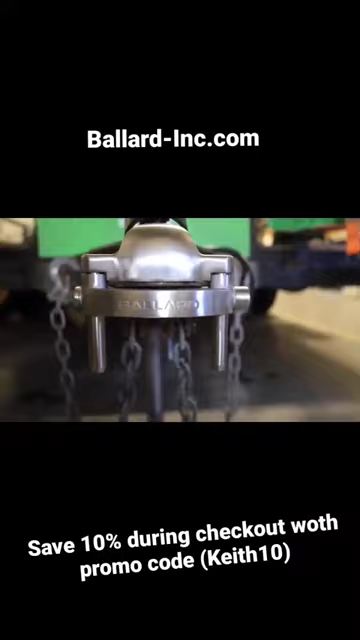 Ballard-Inc.com
BALLARD
Save 10% during checkout woth
promo code (Keith10)